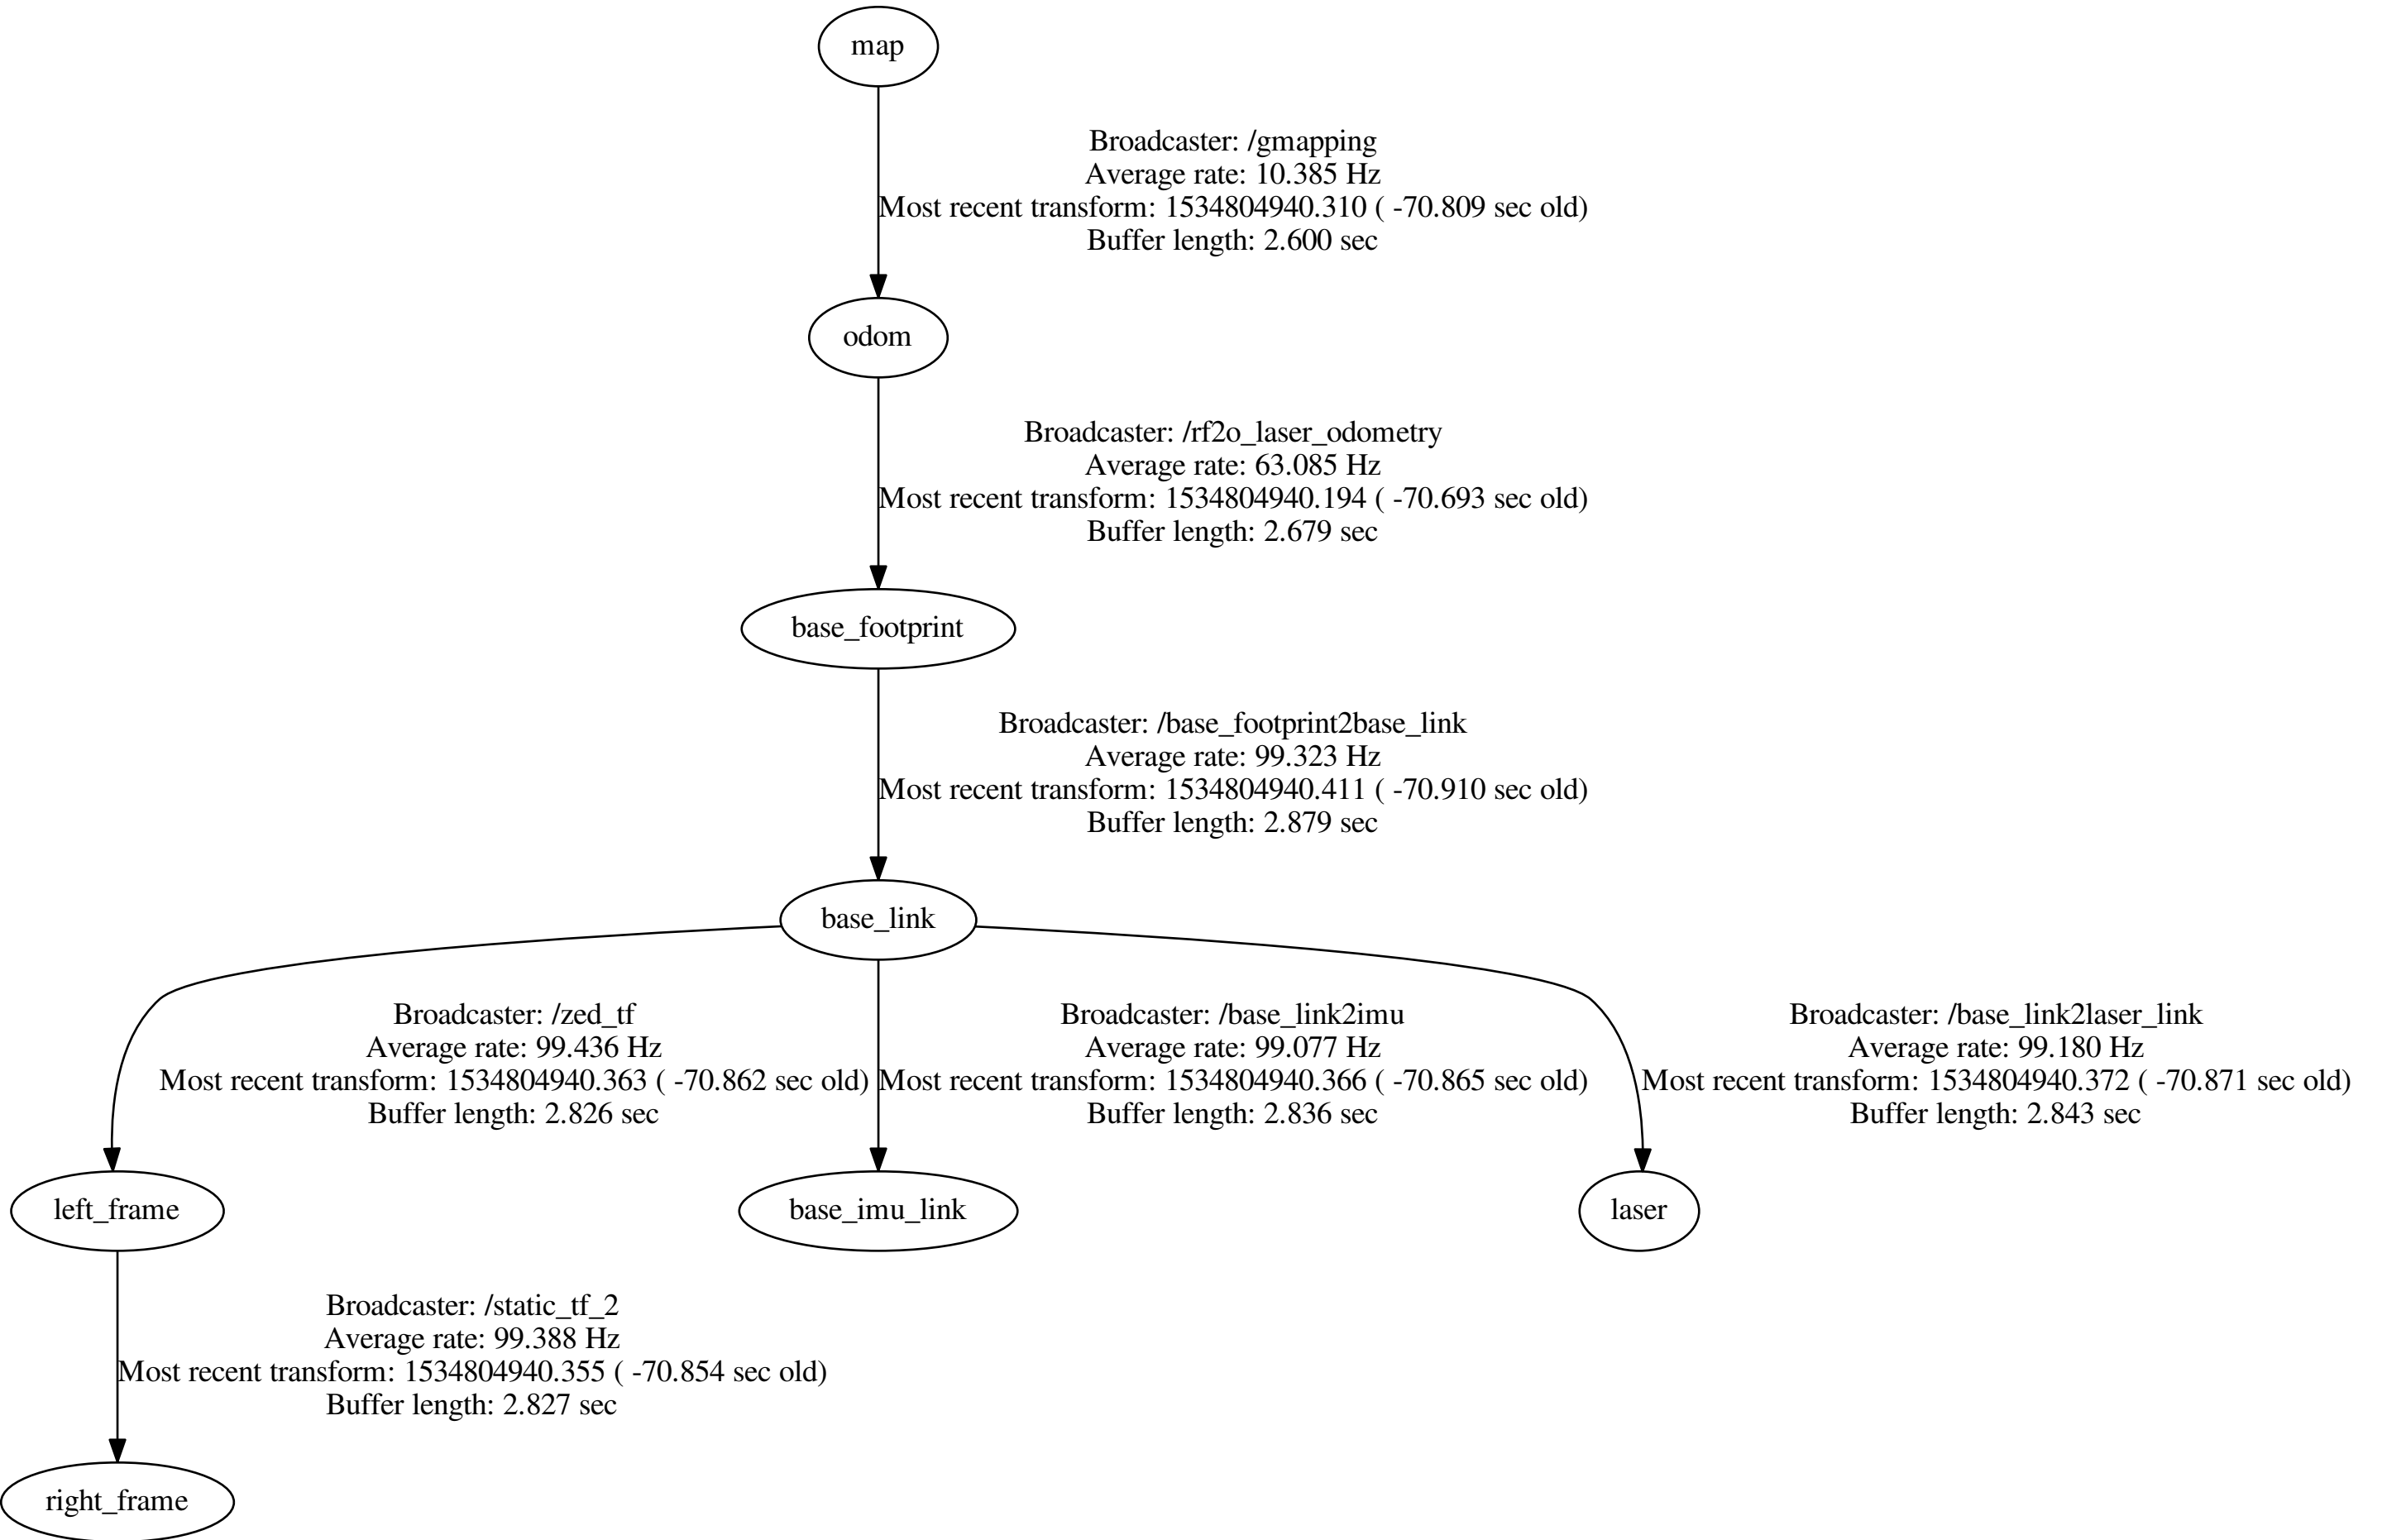 map
Broadcaster: /gmapping
Average rate: 10.385 Hz
Most recent transform: 1534804940.310 ( -70.809 sec old)
Buffer length: 2.600 sec
odom
Broadcaster: /rf2o_laser_odometry
Average rate: 63.085 Hz
Most recent transform: 1534804940.194 ( -70.693 sec old)
Buffer length: 2.679 sec
base_footprint
Broadcaster: /base_footprint2base_link
Average rate: 99.323 Hz
Most recent transform: 1534804940.411 ( -70.910 sec old)
Buffer length: 2.879 sec
base_link
Broadcaster: /zed_tf
Average rate: 99.436 Hz
Most recent transform: 1534804940.363 ( -70.862 sec old)
Buffer length: 2.826 sec
Broadcaster: /base_link2imu
Average rate: 99.077 Hz
Most recent transform: 1534804940.366 ( -70.865 sec old)
Buffer length: 2.836 sec
Broadcaster: /base_link2laser_link
Average rate: 99.180 Hz
Most recent transform: 1534804940.372 ( -70.871 sec old)
Buffer length: 2.843 sec
left_frame
base_imu_link
laser
Broadcaster: /static_tf_2
Average rate: 99.388 Hz
Most recent transform: 1534804940.355 ( -70.854 sec old)
Buffer length: 2.827 sec
right_frame